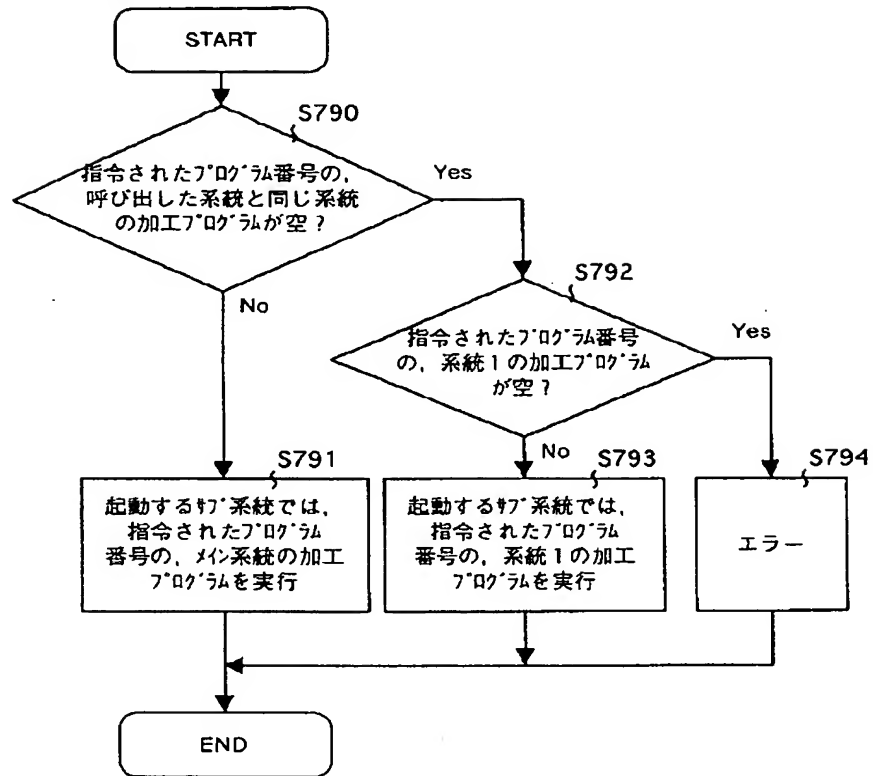 START
S790
指令されたプログラム番号の,
呼び出した系統と同じ系統
の加工プログラムが空？
Yes
No
S792
指令されたプログラム番号
の, 系統1の加工プログラム
が空？
Yes
No
S791
起動するサブ系統では,
指令されたプログラム
番号の, メイン系統の加工
プログラムを実行
S793
起動するサブ系統では,
指令されたプログラム
番号の, 系統1の加工
プログラムを実行
S794
エラー
END